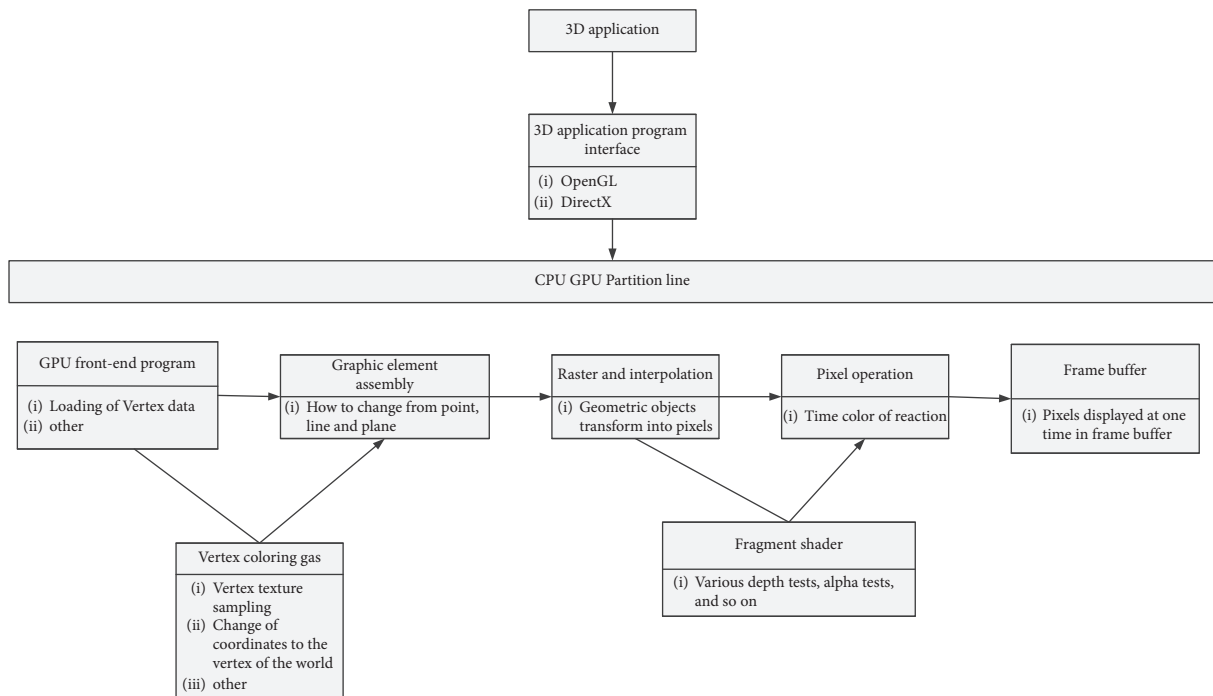 3D application
3D application program
interface
(i) OpenGL
(ii) DirectX
CPU GPU Partition line
GPU front-end program
(i) Loading of Vertex data
(ii) other
Graphic element
assembly
(i) How to change from point,
line and plane
Raster and interpolation
(i) Geometric objects
transform into pixels
Pixel operation
(i) Time color of reaction
Frame buffer
(i) Pixels displayed at one
time in frame buffer
Vertex coloring gas
(i) Vertex texture
sampling
(ii) Change of
coordinates to the
vertex of the world
(iii) other
Fragment shader
(i) Various depth tests, alpha tests,
and so on